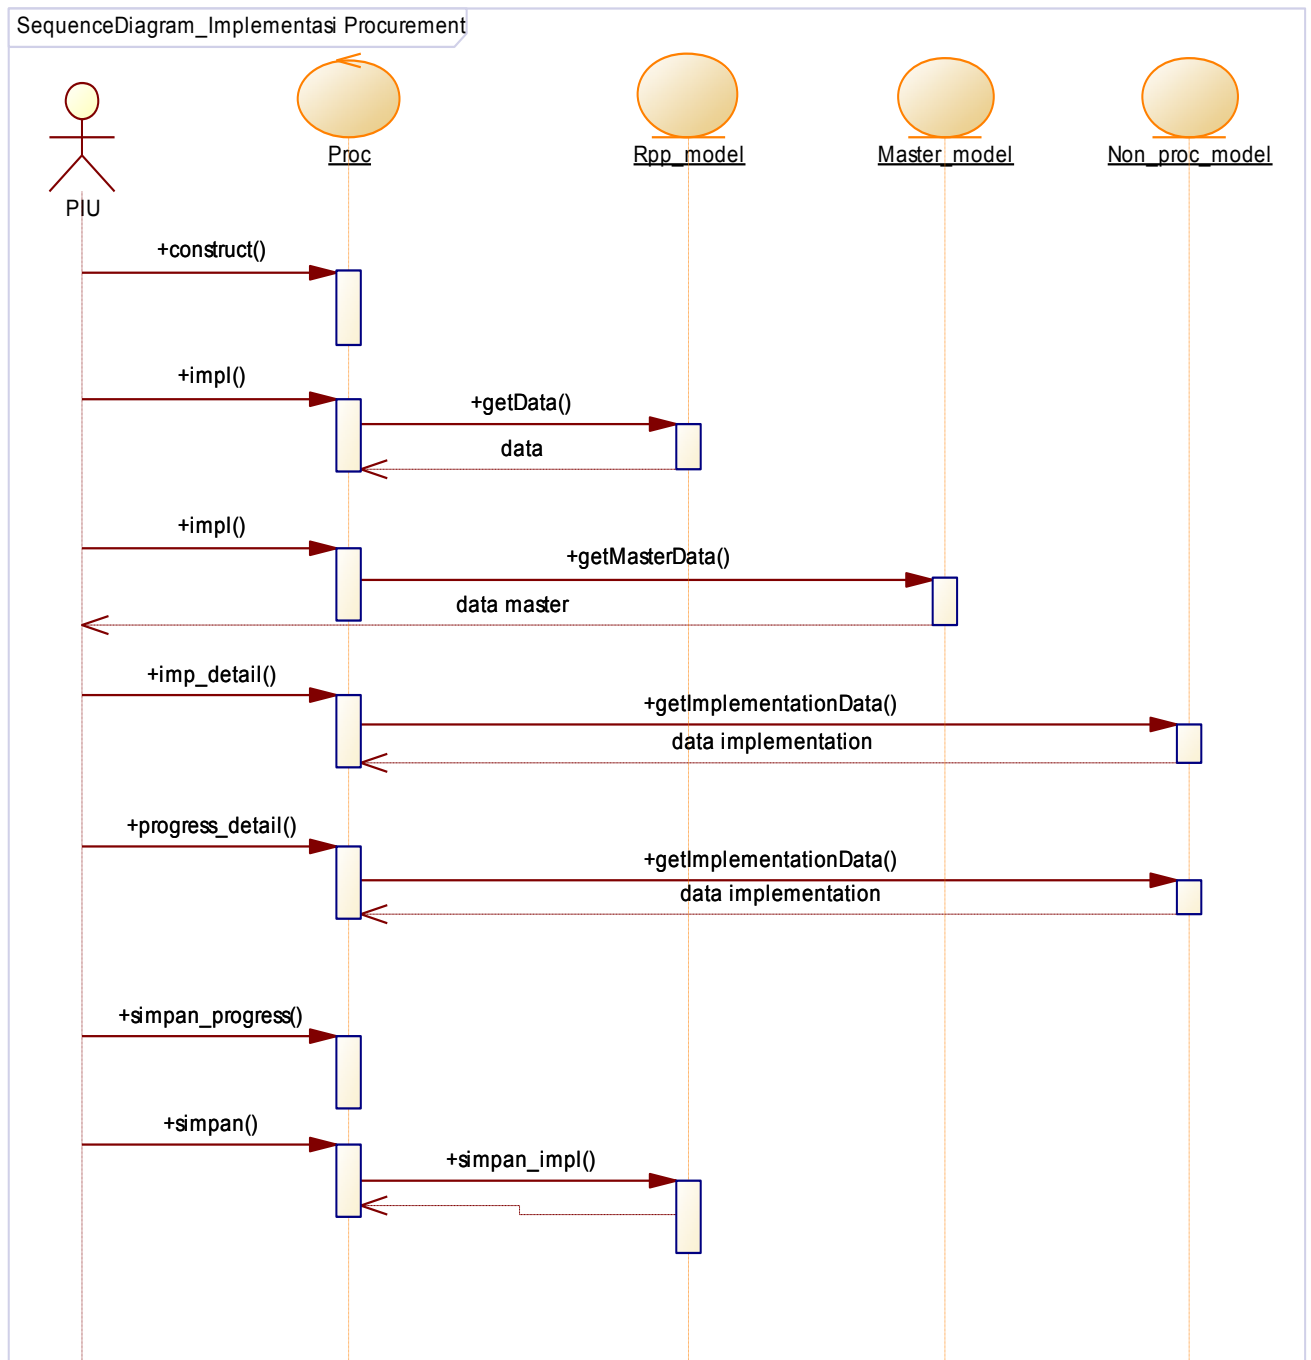 SequenceDiagram_Implementasi Procurement
Proc
Rpp_model
Master_model
Non_proc_model
PIU
+construct()
+impl()
+getData()
data
+impl()
+getMasterData()
data master
+imp_detail()
+getImplementationData()
data implementation
+progress_detail()
+getImplementationData()
data implementation
+simpan_progress()
+simpan()
+simpan_impl()